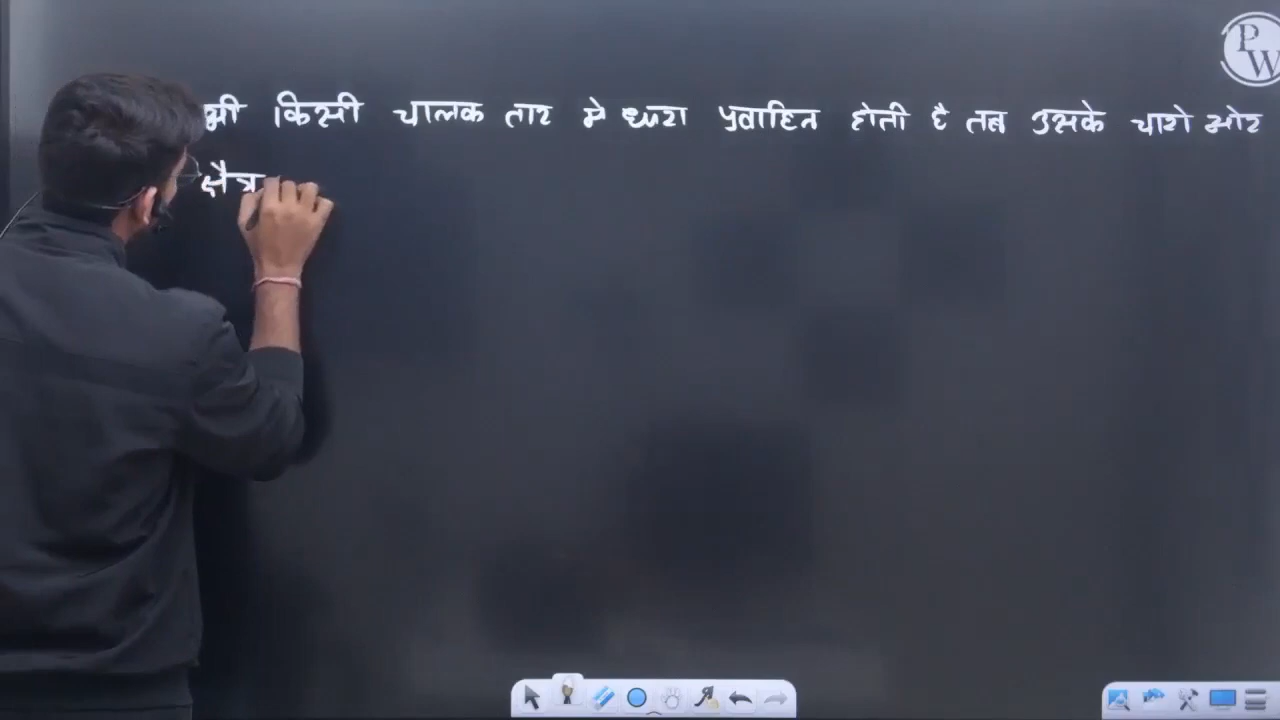 भी किसी चालक तार मे धारा प्रवाहित होती है तब उसके चारो ओर
क्षैत्र
PW